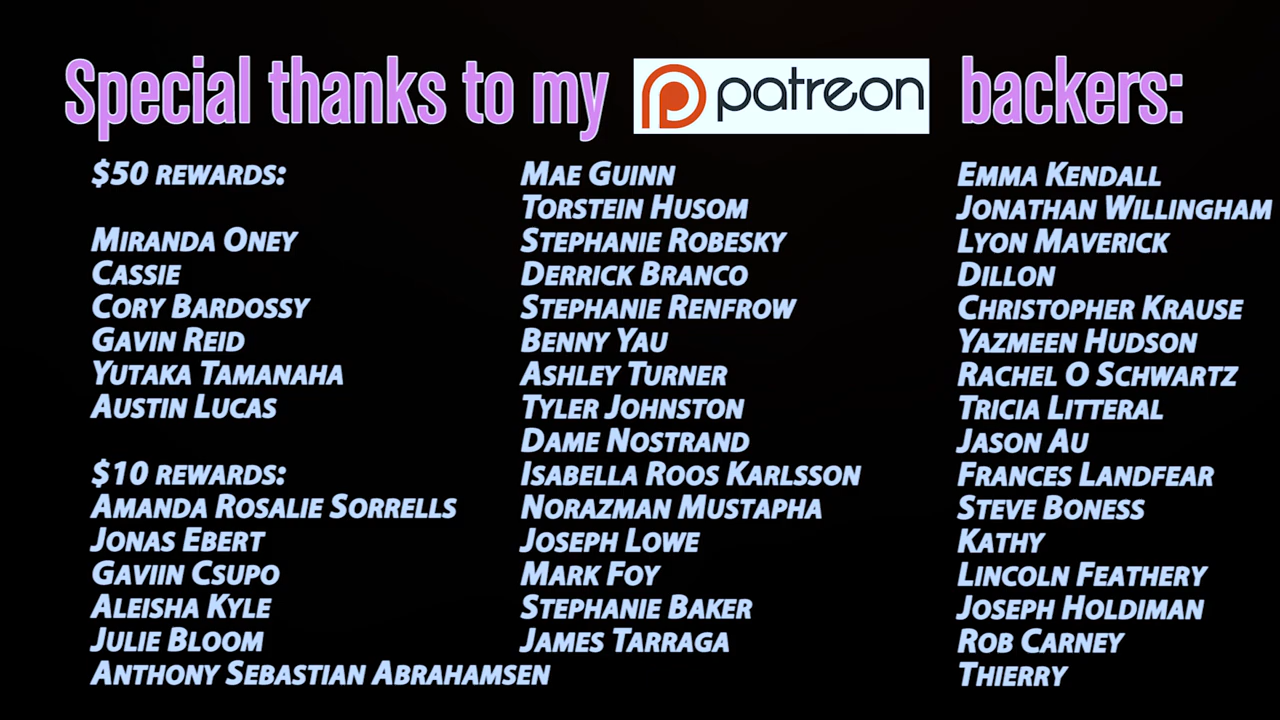 Special thanks to my patreon backers:
$50 REWARDS:
MIRANDA ONEY
CASSIE
CORY BARDOSSY
GAVIN REID
YUTAKA TAMANAHA
AUSTIN LUCAS
$10 REWARDS:
AMANDA ROSALIE SORRELLS
JONAS EBERT
GAVIIN CSUPO
ALEISHA KYLE
JULIE BLOOM
ANTHONY SEBASTIAN ABRAHAMSEN
MAE GUINN
TORSTEIN HUSOM
STEPHANIE ROBESKY
DERRICK BRANCO
STEPHANIE RENFROW
BENNY YAU
ASHLEY TURNER
TYLER JOHNSTON
DAME NOSTRAND
ISABELLA ROOS KARLSSON
NORAZMAN MUSTAPHA
JOSEPH LOWE
MARK FOY
STEPHANIE BAKER
JAMES TARRAGA
EMMA KENDALL
JONATHAN WILLINGHAM
LYON MAVERICK
DILLON
CHRISTOPHER KRAUSE
YAZMEEN HUDSON
RACHEL O SCHWARTZ
TRICIA LITTERAL
JASON AU
FRANCES LANDFEAR
STEVE BONESS
KATHY
LINCOLN FEATHERY
JOSEPH HOLDIMAN
ROB CARNEY
THIERRY